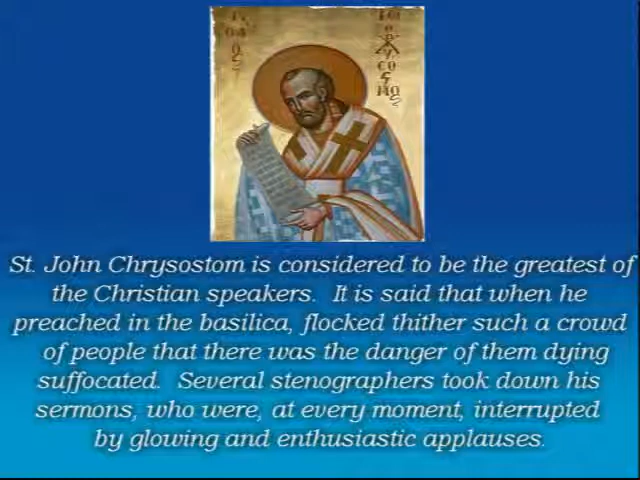 St. John Chrysostom is considered to be the greatest of
the Christian speakers. It is said that when he
preached in the basilica, flocked thither such a crowd
of people that there was the danger of them dying
suffocated. Several stenographers took down his
sermons, who were, at every moment, interrupted
by glowing and enthusiastic applauses.